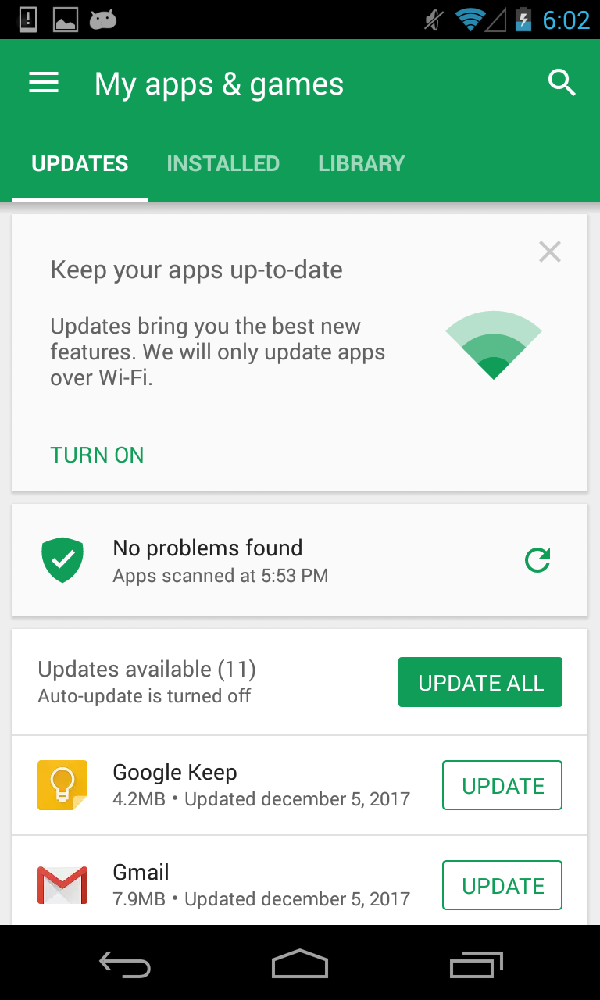 6:02
My apps & games
UPDATES INSTALLED LIBRARY
Keep your apps up-to-date
Updates bring you the best new
features. We will only update apps
over Wi-Fi.
TURN ON
No problems found
Apps scanned at 5:53 PM
Updates available (11)
Auto-update is turned off
UPDATE ALL
Google Keep
4.2MB • Updated december 5, 2017
UPDATE
Gmail
7.9MB • Updated december 5, 2017
UPDATE